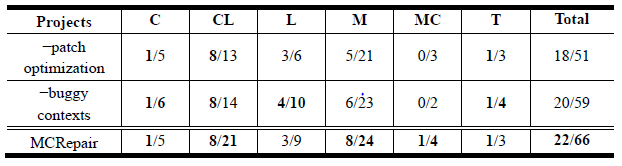 Projects C CL L M MC T Total
−patch
optimization 1/5 8/13 3/6 5/21 0/3 1/3 18/51
−buggy
contexts 1/6 8/14 4/10 6/23 0/2 1/4 20/59
MCRepair 1/5 8/21 3/9 8/24 1/4 1/3 22/66